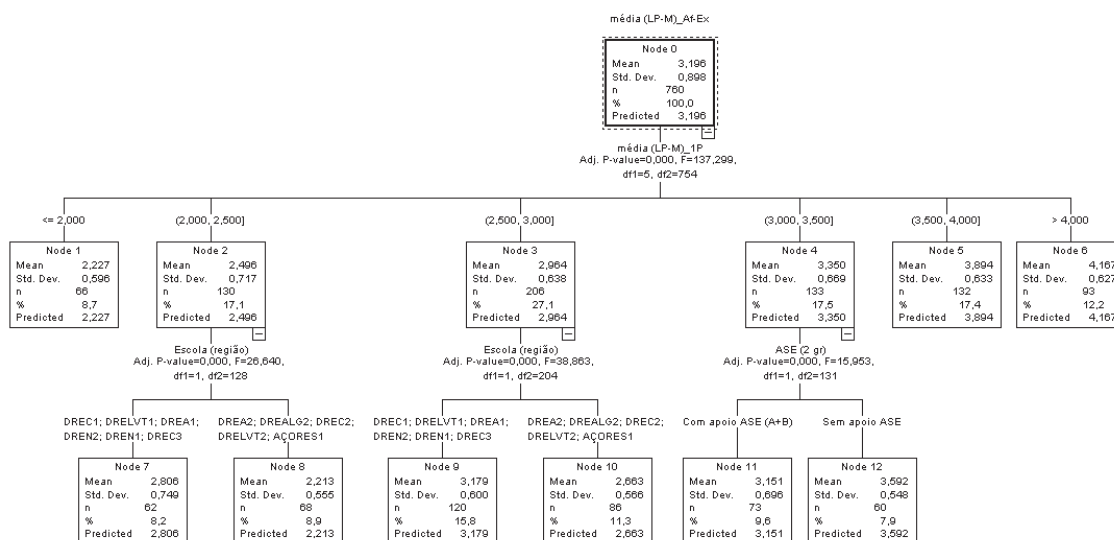 média (LP-M)_Af-Ex
Node 0
Mean 3,196
Std. Dev. 0,898
n 760
% 100,0
Predicted 3,196
média (LP-M)_1P
Adj. P-value=0,000, F=137,299,
df1=5, df2=754
<= 2,000
(2,000, 2,500]
(2,500, 3,000]
(3,000, 3,500]
(3,500, 4,000]
> 4,000
Node 1
Mean 2,227
Std. Dev. 0,596
n 66
% 8,7
Predicted 2,227
Node 2
Mean 2,496
Std. Dev. 0,717
n 130
% 17,1
Predicted 2,496
Node 3
Mean 2,964
Std. Dev. 0,638
n 206
% 27,1
Predicted 2,964
Node 4
Mean 3,350
Std. Dev. 0,669
n 133
% 17,5
Predicted 3,350
Node 5
Mean 3,894
Std. Dev. 0,633
n 132
% 17,4
Predicted 3,894
Node 6
Mean 4,167
Std. Dev. 0,627
n 93
% 12,2
Predicted 4,167
Escola (região)
Adj. P-value=0,000, F=26,640,
df1=1, df2=128
Escola (região)
Adj. P-value=0,000, F=38,863,
df1=1, df2=204
ASE (2 gr)
Adj. P-value=0,000, F=15,953,
df1=1, df2=131
DREC1; DRELVT1; DREA1;
DREN2; DREN1; DREC3
DREA2; DREALG2; DREC2;
DRELVT2; AÇORES1
DREC1; DRELVT1; DREA1;
DREN2; DREN1; DREC3
DREA2; DREALG2; DREC2;
DRELVT2; AÇORES1
Com apoio ASE (A+B)
Sem apoio ASE
Node 7
Mean 2,806
Std. Dev. 0,749
n 62
% 8,2
Predicted 2,806
Node 8
Mean 2,213
Std. Dev. 0,555
n 68
% 8,9
Predicted 2,213
Node 9
Mean 3,179
Std. Dev. 0,600
n 120
% 15,8
Predicted 3,179
Node 10
Mean 2,663
Std. Dev. 0,566
n 86
% 11,3
Predicted 2,663
Node 11
Mean 3,151
Std. Dev. 0,696
n 73
% 9,6
Predicted 3,151
Node 12
Mean 3,592
Std. Dev. 0,548
n 60
% 7,9
Predicted 3,592